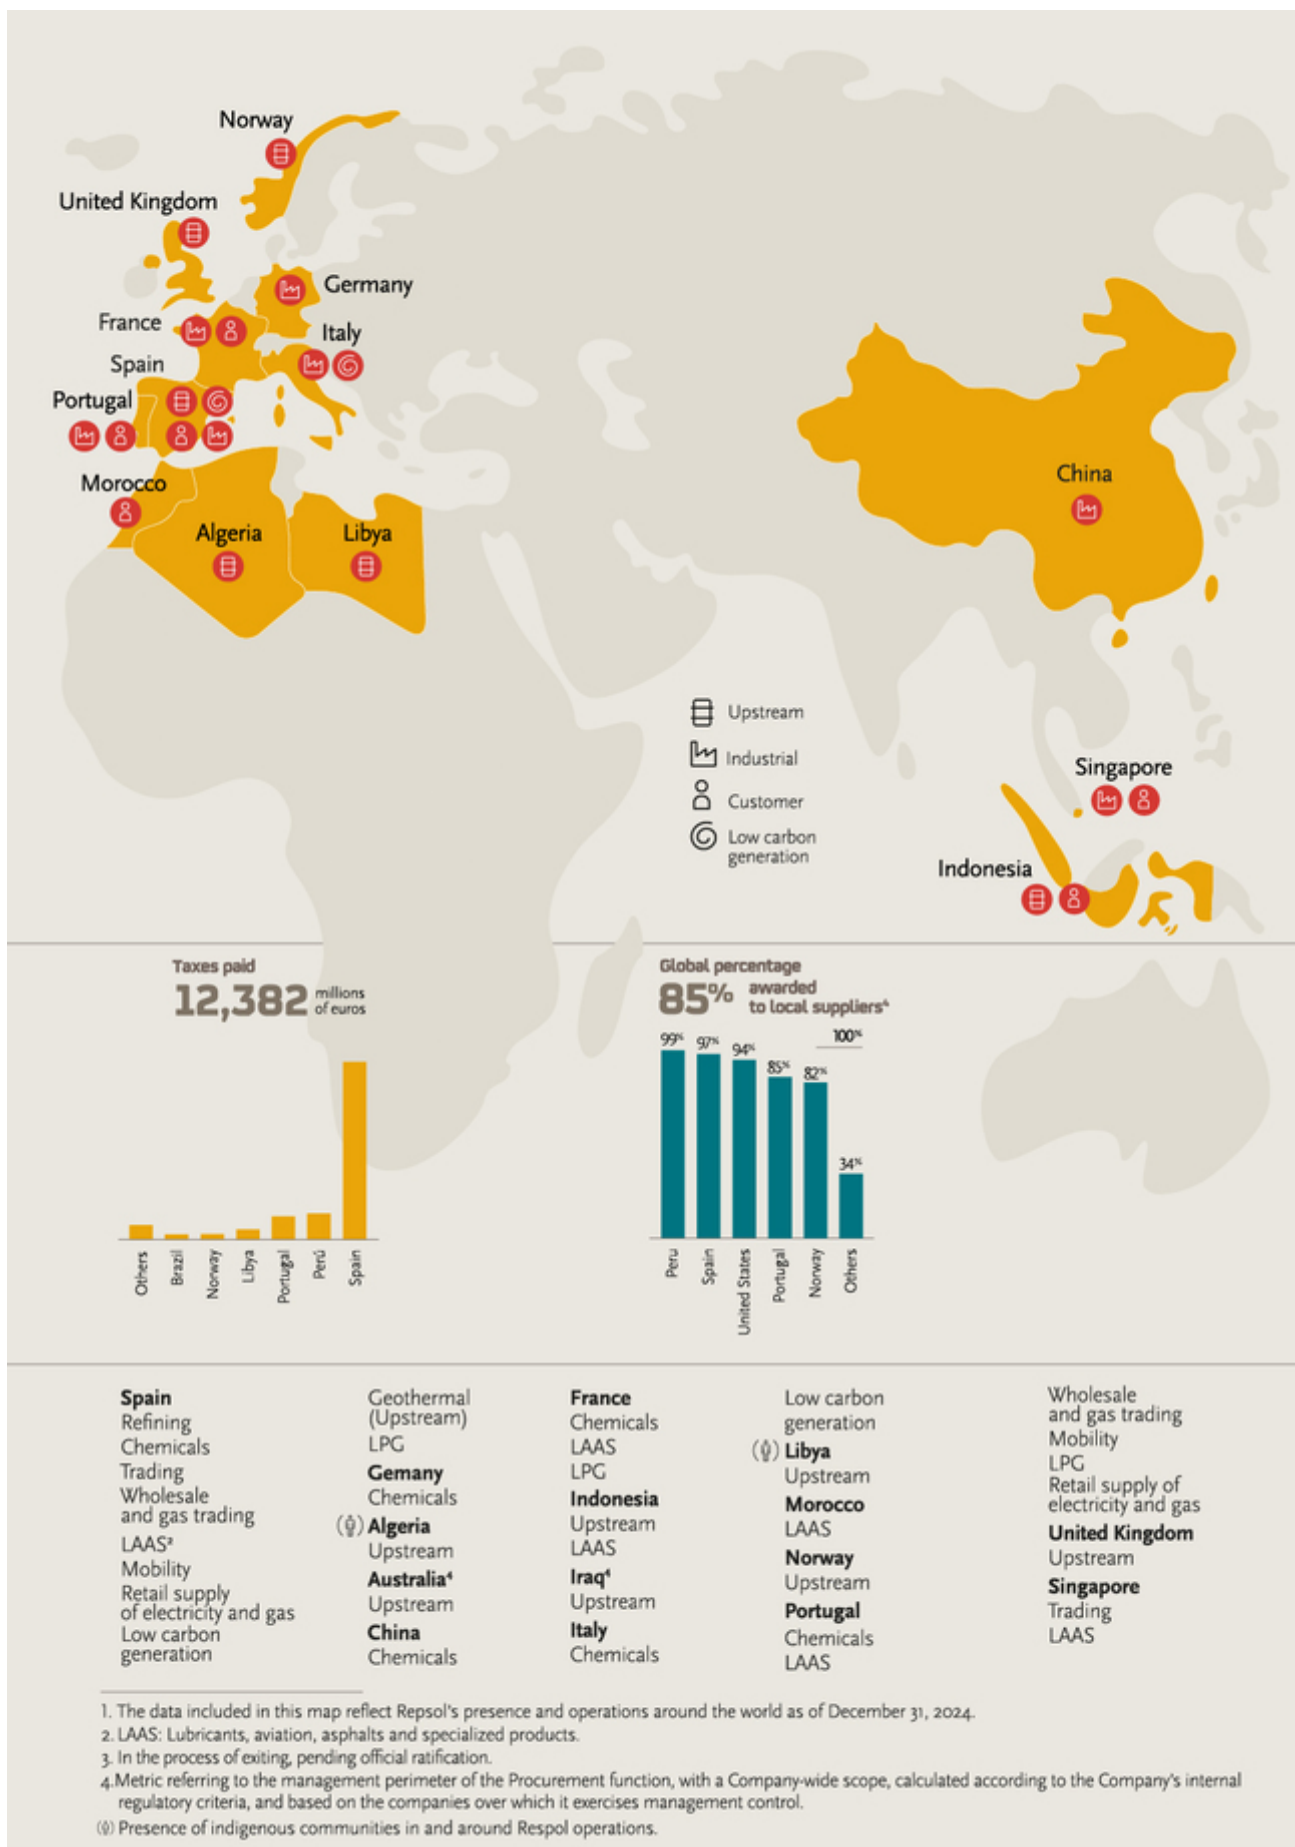 Norway
United Kingdom
Germany
France
Italy
Spain
Portugal
Morocco
Algeria
Libya
China
Upstream
Industrial
Customer
Low carbon
generation
Singapore
Indonesia
Taxes paid
12,382 millions
of euros
Others
Brazil
Norway
Libya
Portugal
Perú
Spain
Global percentage
85% awarded
to local suppliers⁴
100%
99%
97%
94%
85%
82%
34%
Peru
Spain
United States
Portugal
Norway
Others
Spain
Refining
Chemicals
Trading
Wholesale
and gas trading
LAAS²
Mobility
Retail supply
of electricity and gas
Low carbon
generation
Geothermal
(Upstream)
LPG
Gemany
Chemicals
Algeria
Upstream
Australia⁴
Upstream
China
Chemicals
France
Chemicals
LAAS
LPG
Indonesia
Upstream
LAAS
Iraq⁴
Upstream
Italy
Chemicals
Low carbon
generation
Libya
Upstream
Morocco
LAAS
Norway
Upstream
Portugal
Chemicals
LAAS
Wholesale
and gas trading
Mobility
LPG
Retail supply of
electricity and gas
United Kingdom
Upstream
Singapore
Trading
LAAS
1. The data included in this map reflect Repsol's presence and operations around the world as of December 31, 2024.
2. LAAS: Lubricants, aviation, asphalts and specialized products.
3. In the process of exiting, pending official ratification.
4.Metric referring to the management perimeter of the Procurement function, with a Company-wide scope, calculated according to the Company's internal
regulatory criteria, and based on the companies over which it exercises management control.
Presence of indigenous communities in and around Respol operations.